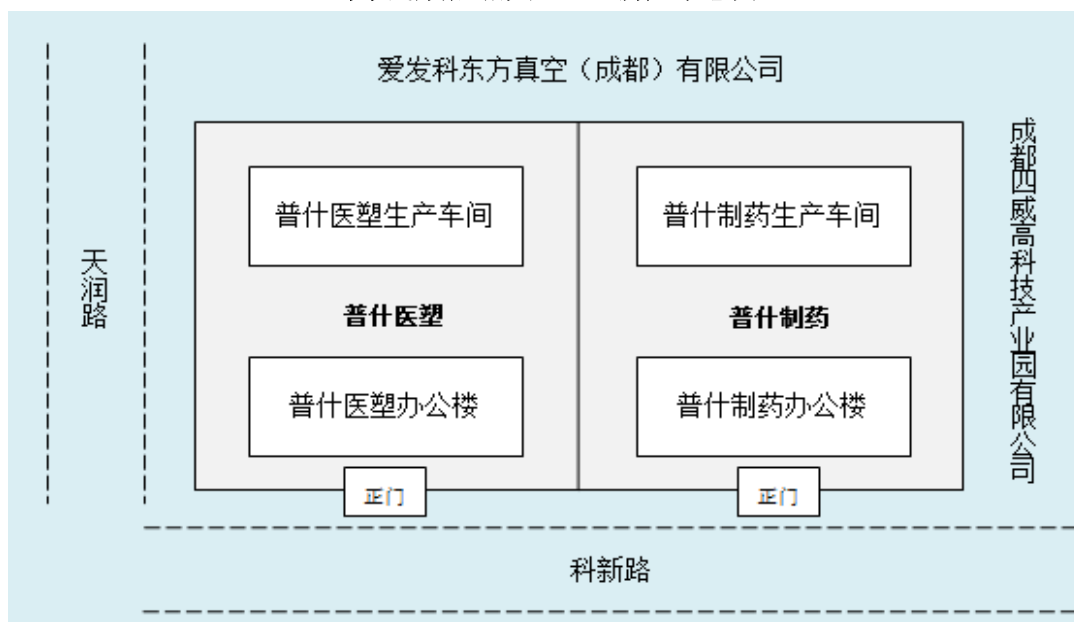 爱发科东方真空（成都）有限公司
天润路
普什医塑生产车间
普什医塑
普什医塑办公楼
正门
普什制药生产车间
普什制药
普什制药办公楼
正门
成都四威高科技产业园有限公司
科新路